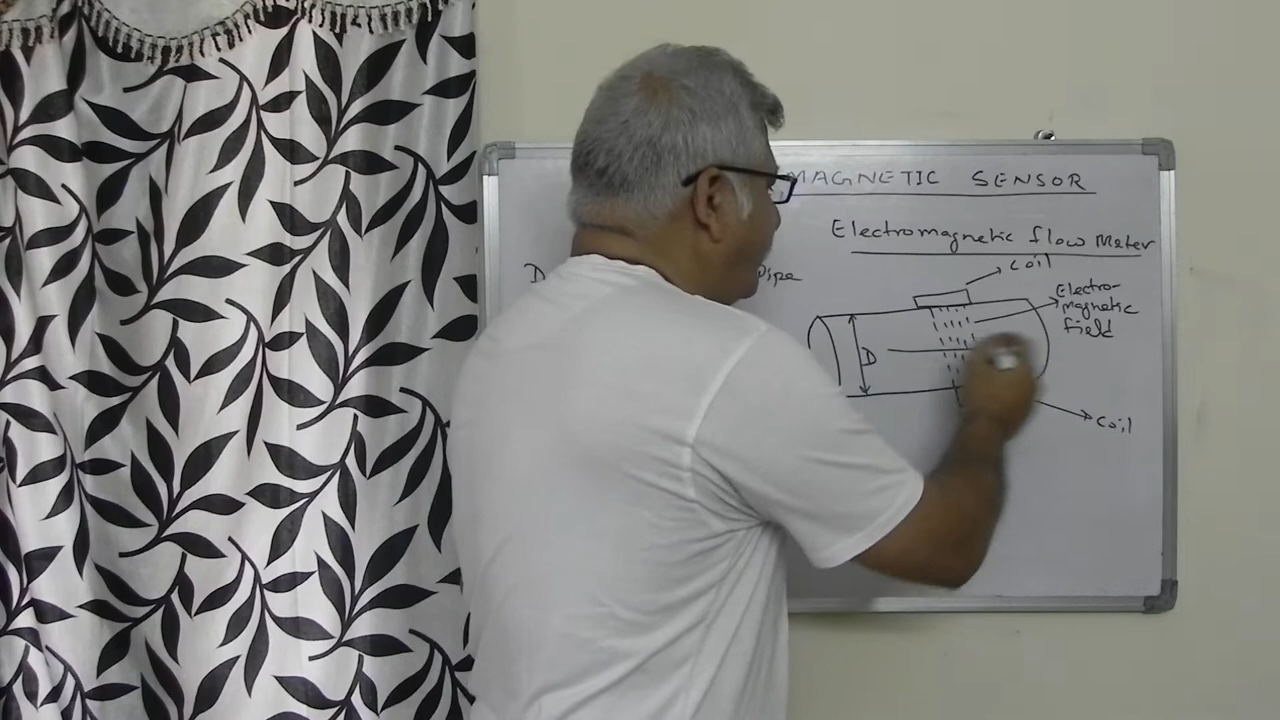 MAGNETIC SENSOR
Electromagnetic flow Meter
coil
D
pipe
Electro-
magnetic
field
D
coil